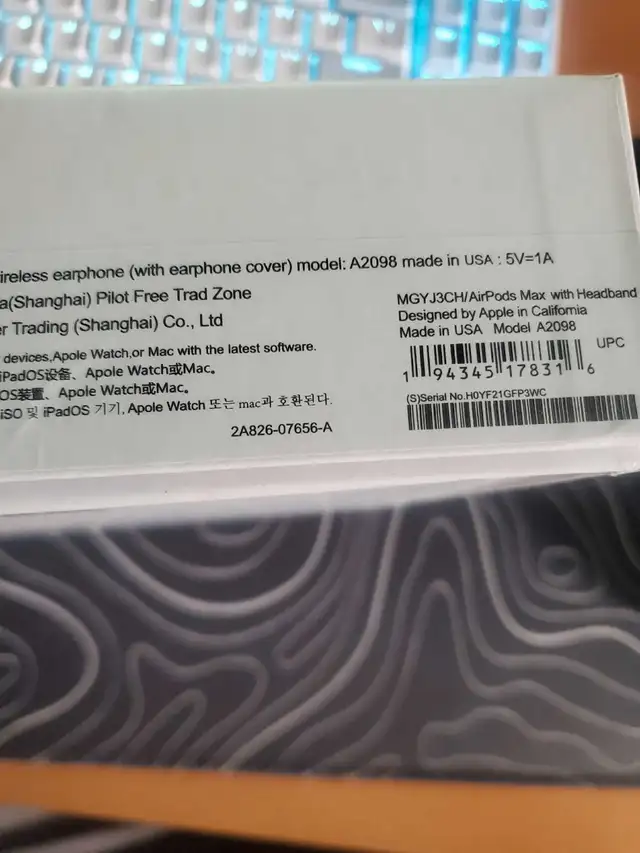 ireless earphone (with earphone cover) model: A2098 made in USA : 5V=1A
a(Shanghai) Pilot Free Trad Zone
er Trading (Shanghai) Co., Ltd
devices,Apole Watch,or Mac with the latest software.
iPadOS设备、Apole Watch或Mac。
OS装置、Apole Watch或Mac。
iSO 및 iPadOS 기기, Apole Watch 또는 mac과 호환된다.
2A826-07656-A
MGYJ3CH/AirPods Max with Headband
Designed by Apple in California
Made in USA Model A2098
UPC
1 94345 17831 6
(S)Serial No.H0YF21GFP3WC